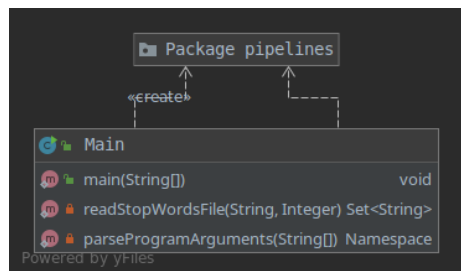 Package pipelines
«create»
Main
main(String[]) void
readStopWordsFile(String, Integer) Set<String>
parseProgramArguments(String[]) Namespace
Powered by yFiles